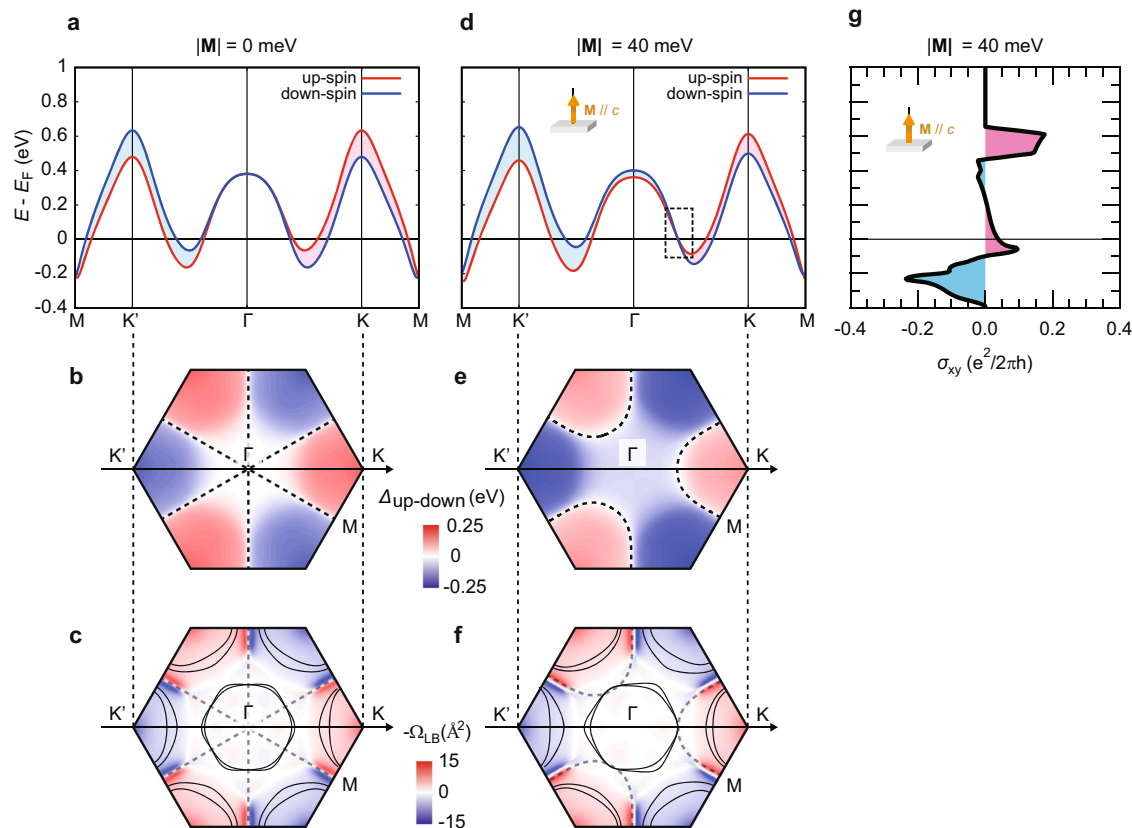 a
|M| = 0 meV
E - E_F (eV)
1
0.8
0.6
0.4
0.2
0
-0.2
-0.4
up-spin
down-spin
M
K'
Γ
K
M
d
|M| = 40 meV
up-spin
down-spin
M // c
M
K'
Γ
K
M
g
|M| = 40 meV
M // c
-0.4
-0.2
0.0
0.2
0.4
σ_xy (e^2/2πh)
b
K'
Γ
K
M
Δ_up-down (eV)
0.25
0
-0.25
e
K'
Γ
K
M
c
K'
Γ
K
M
-Ω_LB(Å^2)
15
0
-15
f
K'
Γ
K
M